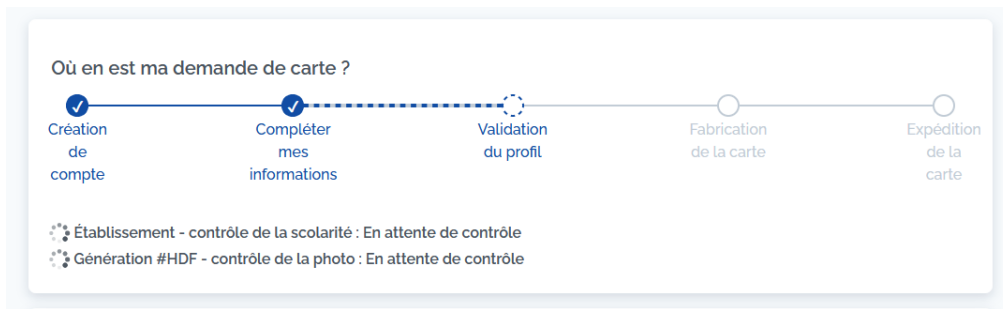 Où en est ma demande de carte ?
Création
de
compte
Compléter
mes
informations
Validation
du profil
Fabrication
de la carte
Expédition
de la
carte
Établissement - contrôle de la scolarité : En attente de contrôle
Génération #HDF - contrôle de la photo : En attente de contrôle